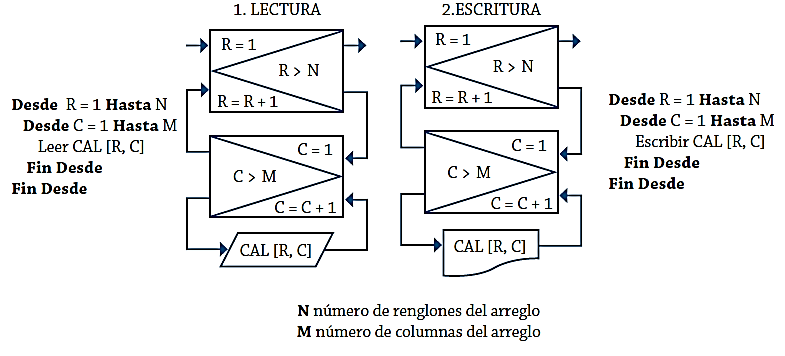 1. LECTURA
R = 1
R > N
R = R + 1
Desde R = 1 Hasta N
Desde C = 1 Hasta M
Leer CAL [R, C]
Fin Desde
Fin Desde
C = 1
C > M
C = C + 1
CAL [R, C]
2.ESCRITURA
R = 1
R > N
R = R + 1
C = 1
C > M
C = C + 1
CAL [R, C]
Desde R = 1 Hasta N
Desde C = 1 Hasta M
Escribir CAL [R, C]
Fin Desde
Fin Desde
N número de renglones del arreglo
M número de columnas del arreglo